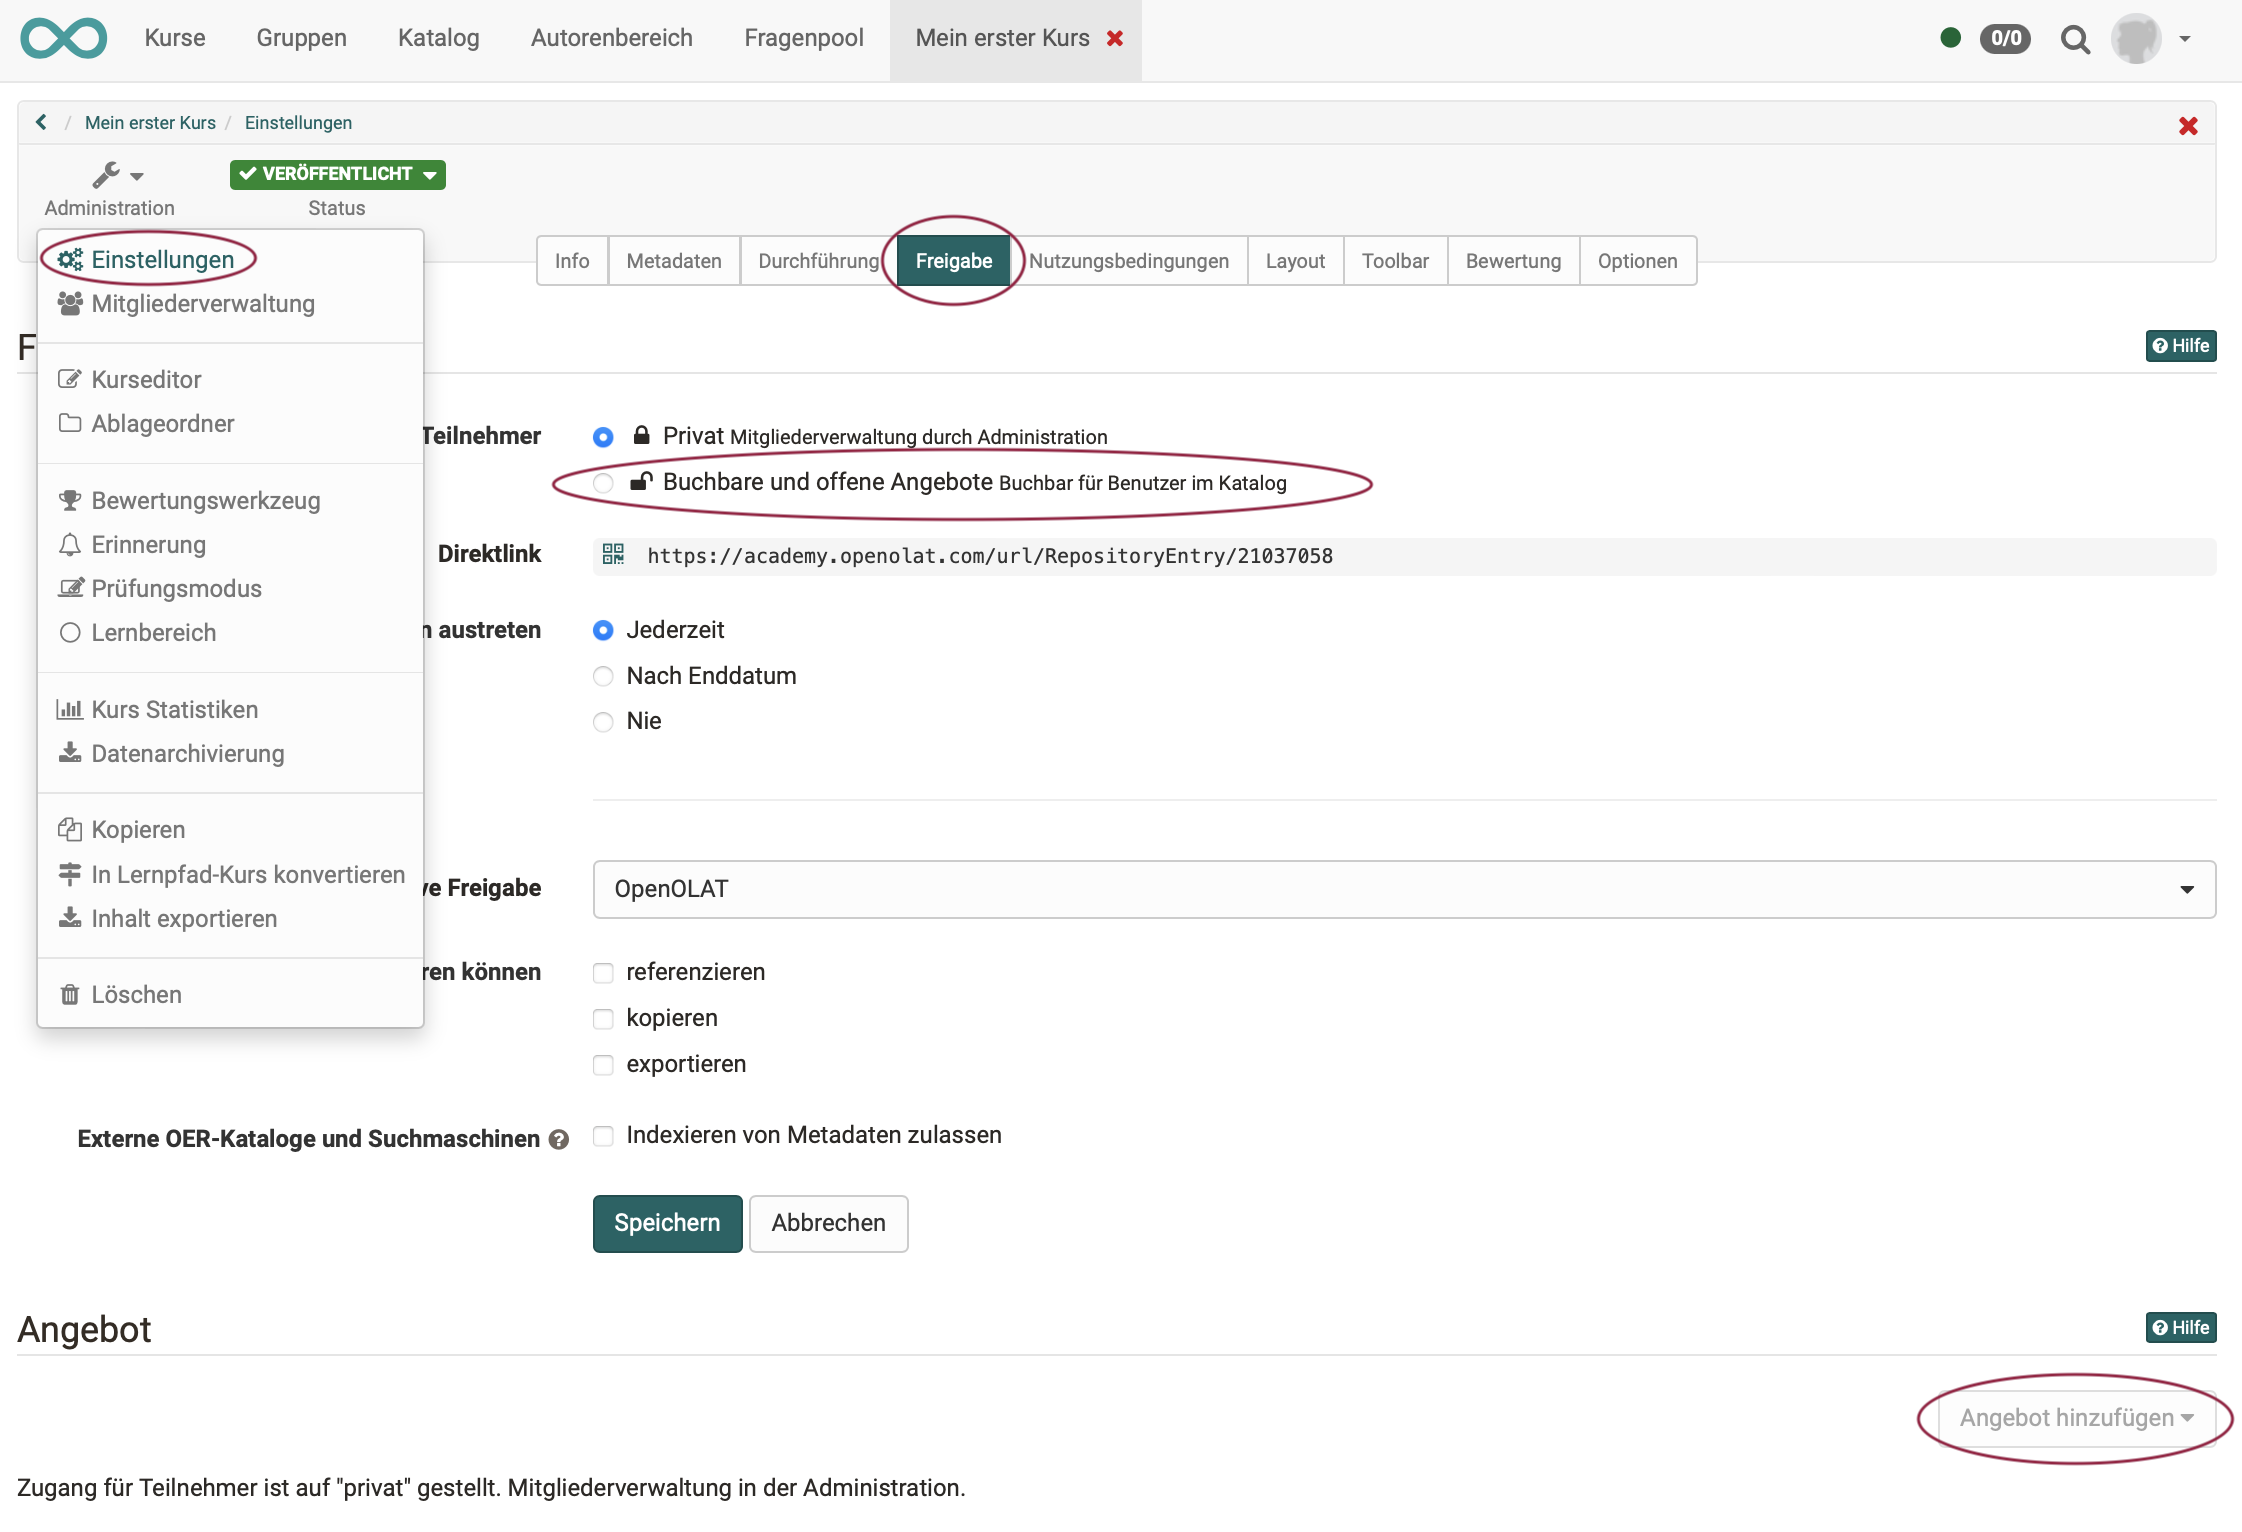 Kurse Gruppen Katalog Autorenbereich Fragenpool Mein erster Kurs 0/0
/ Mein erster Kurs / Einstellungen
VERÖFFENTLICHT
Administration Status
Info Metadaten Durchführung Freigabe Nutzungsbedingungen Layout Toolbar Bewertung Optionen
Einstellungen
Mitgliederverwaltung
F
Hilfe
Kurseditor
Ablageordner
Teilnehmer Privat Mitgliederverwaltung durch Administration
Buchbare und offene Angebote Buchbar für Benutzer im Katalog
Bewertungswerkzeug
Erinnerung
Prüfungsmodus
Lernbereich
Direktlink https://academy.openolat.com/url/RepositoryEntry/21037058
n austreten Jederzeit
Nach Enddatum
Nie
Kurs Statistiken
Datenarchivierung
Kopieren
In Lernpfad-Kurs konvertieren
Inhalt exportieren
ve Freigabe OpenOLAT
Löschen
ren können referenzieren
kopieren
exportieren
Externe OER-Kataloge und Suchmaschinen Indexieren von Metadaten zulassen
Speichern Abbrechen
Angebot Hilfe
Angebot hinzufügen
Zugang für Teilnehmer ist auf "privat" gestellt. Mitgliederverwaltung in der Administration.